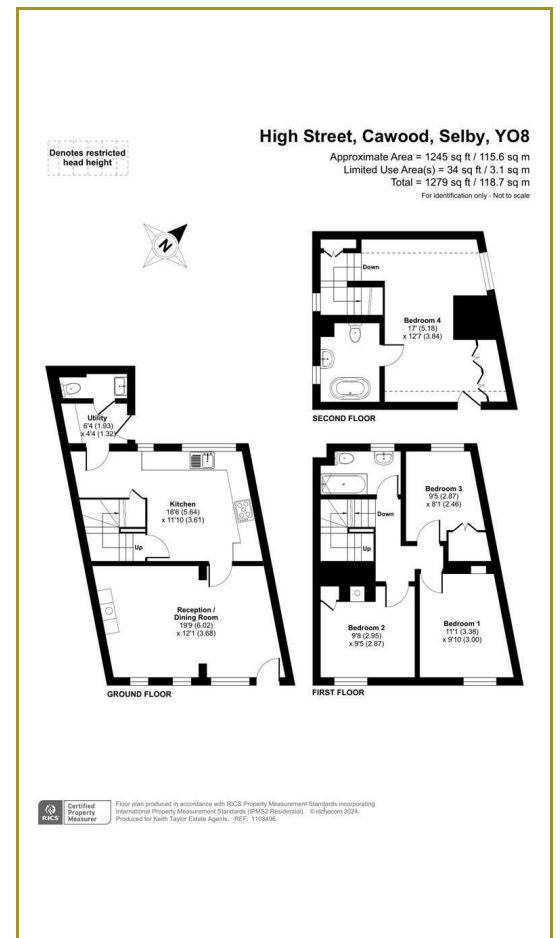 High Street, Cawood, Selby, YO8
Approximate Area = 1245 sq ft / 115.6 sq m
Limited Use Area(s) = 34 sq ft / 3.1 sq m
Total = 1279 sq ft / 118.7 sq m
For identification only - Not to scale
Denotes restricted
head height
N
Down
Bedroom 4
17' (5.18)
x 12'7 (3.84)
SECOND FLOOR
Utility
6'4 (1.93)
x 4'4 (1.32)
Kitchen
18'6 (5.64)
x 11'10 (3.61)
Up
Reception /
Dining Room
19'9 (6.02)
x 12'1 (3.68)
GROUND FLOOR
Bedroom 3
9'5 (2.87)
x 8'1 (2.46)
Down
Up
Bedroom 2
9'8 (2.95)
x 9'5 (2.87)
Bedroom 1
11'1 (3.38)
x 9'10 (3.00)
FIRST FLOOR
RICS
Certified
Property
Measurer
Floor plan produced in accordance with RICS Property Measurement Standards incorporating
International Property Measurement Standards (IPMS2 Residential). © nichecom 2024.
Produced for Keith Taylor Estate Agents. REF: 1103496